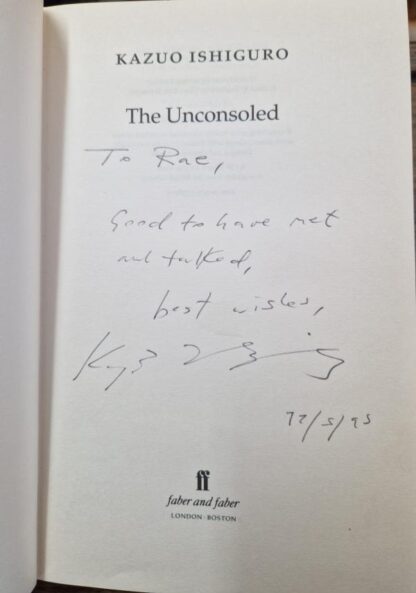 KAZUO ISHIGURO
The Unconsoled
To Rae,
Good to have met
and talked,
best wishes,
ff
faber and faber
LONDON · BOSTON